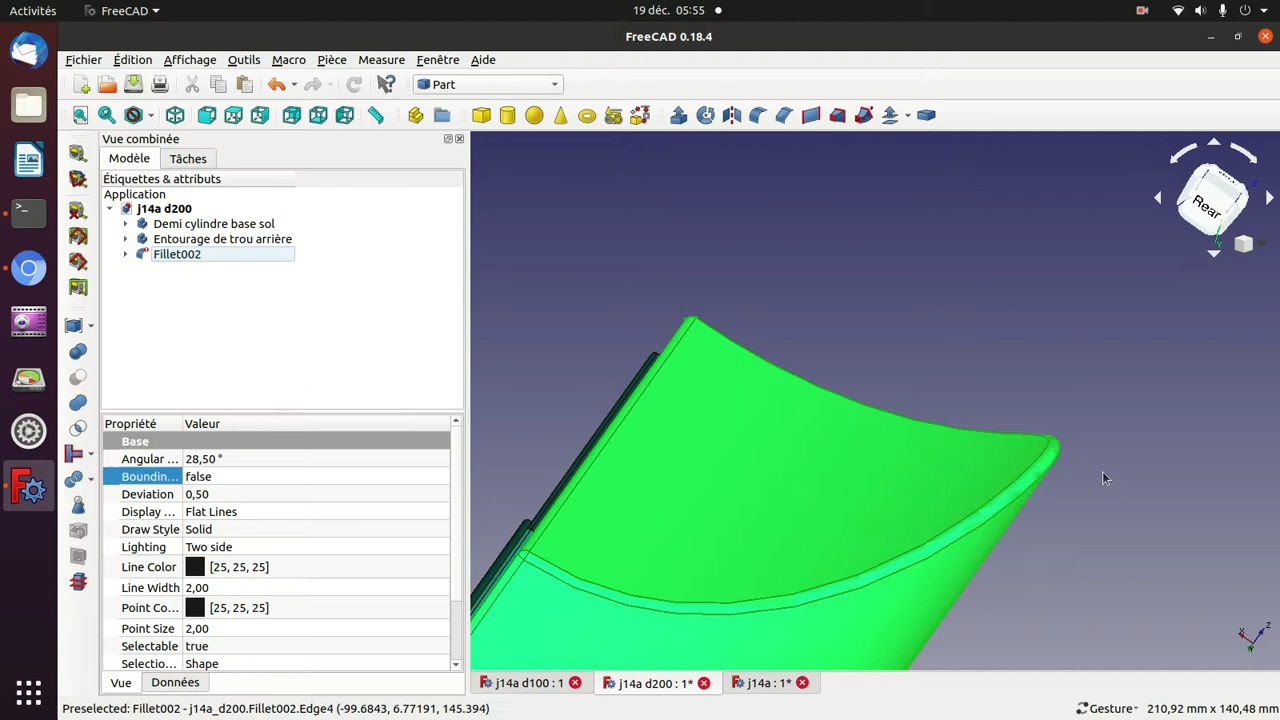 Activités
FreeCAD
19 déc. 05:55
FreeCAD 0.18.4
Fichier Édition Affichage Outils Macro Pièce Mesure Fenêtre Aide
Part
Vue combinée
Modèle Tâches
Étiquettes & attributs
Application
j14a d200
Demi cylindre base sol
Entourage de trou arrière
Fillet002
Propriété Valeur
Base
Angular ... 28,50 °
Boundin... false
Deviation 0,50
Display ... Flat Lines
Draw Style Solid
Lighting Two side
Line Color [25, 25, 25]
Line Width 2,00
Point Co... [25, 25, 25]
Point Size 2,00
Selectable true
Selectio... Shape
Vue Données
Rear
Z
X
Z
j14a d100 : 1
j14a d200 : 1*
j14a : 1*
Preselected: Fillet002 - j14a_d200.Fillet002.Edge4 (-99.6843, 6.77191, 145.394)
Gesture
210,92 mm x 140,48 mm